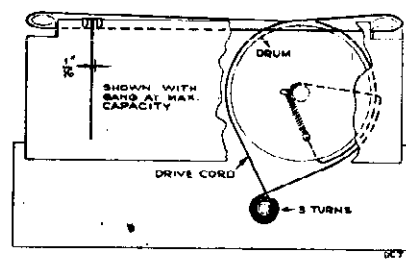 DRUM
1"
16
SHOWN WITH
GANG AT MAX.
CAPACITY
DRIVE CORD
3 TURNS